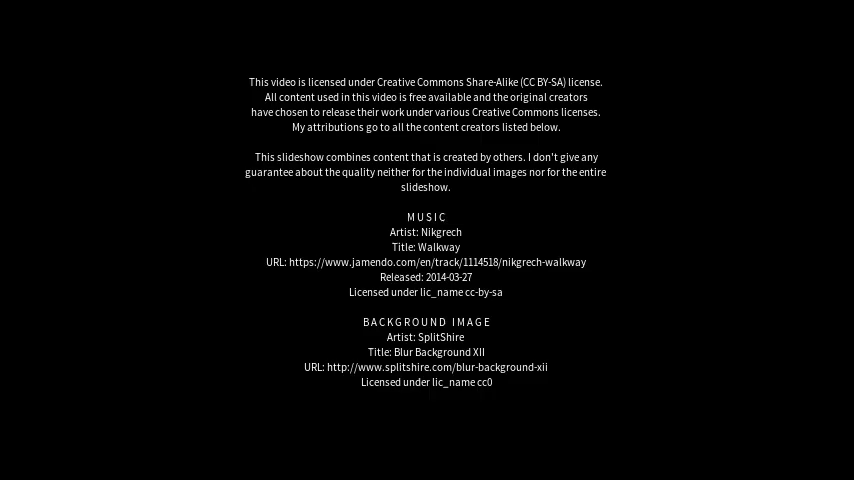 This video is licensed under Creative Commons Share-Alike (CC BY-SA) license.
All content used in this video is free available and the original creators
have chosen to release their work under various Creative Commons licenses.
My attributions go to all the content creators listed below.
This slideshow combines content that is created by others. I don't give any
guarantee about the quality neither for the individual images nor for the entire
slideshow.
MUSIC
Artist: Nikgrech
Title: Walkway
URL: https://www.jamendo.com/en/track/1114518/nikgrech-walkway
Released: 2014-03-27
Licensed under lic_name cc-by-sa
BACKGROUND IMAGE
Artist: SplitShire
Title: Blur Background XII
URL: http://www.splitshire.com/blur-background-xii
Licensed under lic_name cc0